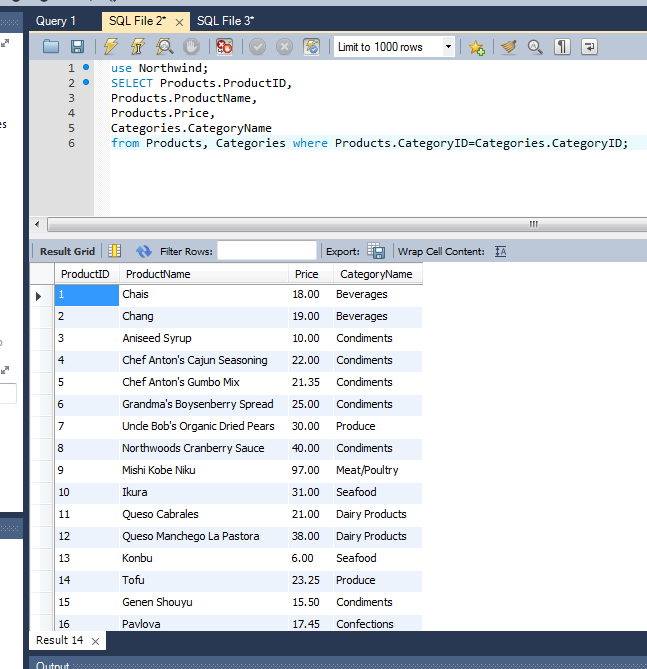 Query 1 SQL File 2* SQL File 3*
Limit to 1000 rows
1 use Northwind;
2 SELECT Products.ProductID,
3 Products.ProductName,
4 Products.Price,
5 Categories.CategoryName
6 from Products, Categories where Products.CategoryID=Categories.CategoryID;
Result Grid Filter Rows: Export: Wrap Cell Content:
ProductID ProductName Price CategoryName
1 Chais 18.00 Beverages
2 Chang 19.00 Beverages
3 Aniseed Syrup 10.00 Condiments
4 Chef Anton's Cajun Seasoning 22.00 Condiments
5 Chef Anton's Gumbo Mix 21.35 Condiments
6 Grandma's Boysenberry Spread 25.00 Condiments
7 Unde Bob's Organic Dried Pears 30.00 Produce
8 Northwoods Cranberry Sauce 40.00 Condiments
9 Mishi Kobe Niku 97.00 Meat/Poultry
10 Ikura 31.00 Seafood
11 Queso Cabrales 21.00 Dairy Products
12 Queso Manchego La Pastora 38.00 Dairy Products
13 Konbu 6.00 Seafood
14 Tofu 23.25 Produce
15 Genen Shouyu 15.50 Condiments
16 Pavlova 17.45 Confections
Result 14
Output